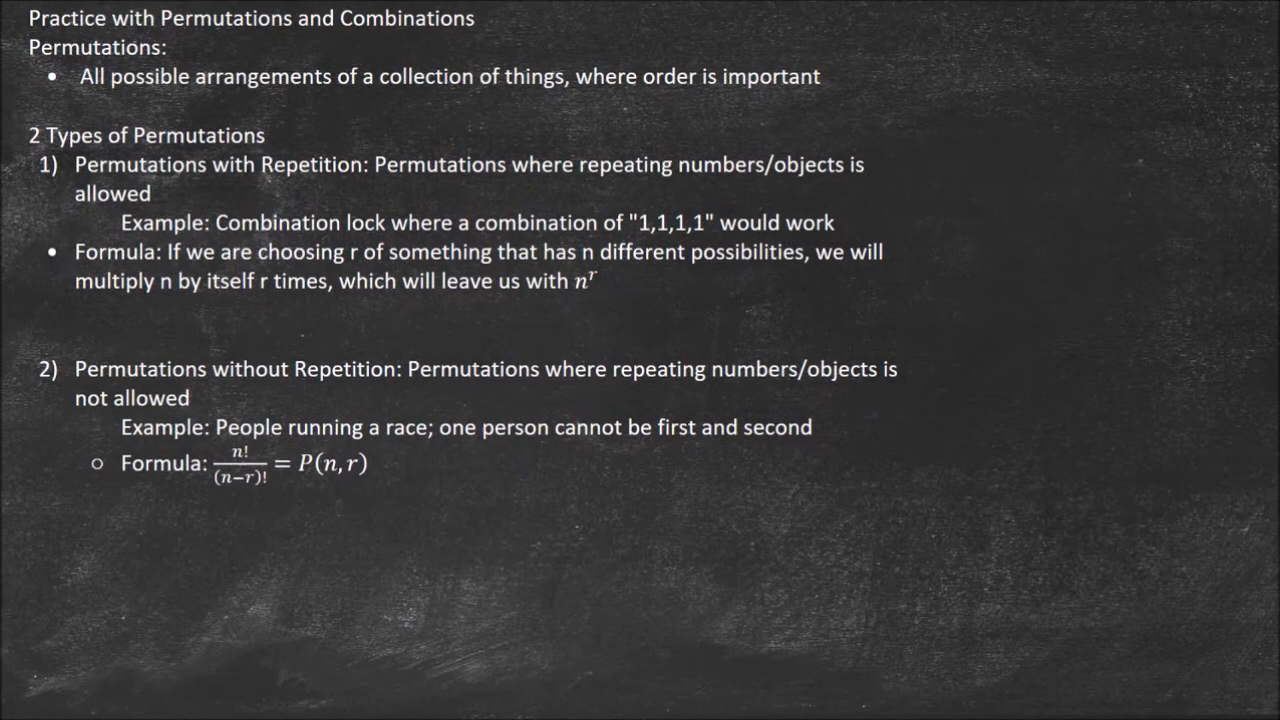 Practice with Permutations and Combinations
Permutations:
• All possible arrangements of a collection of things, where order is important
2 Types of Permutations
1) Permutations with Repetition: Permutations where repeating numbers/objects is
allowed
Example: Combination lock where a combination of "1,1,1,1" would work
• Formula: If we are choosing r of something that has n different possibilities, we will
multiply n by itself r times, which will leave us with $n^r$
2) Permutations without Repetition: Permutations where repeating numbers/objects is
not allowed
Example: People running a race; one person cannot be first and second
○ Formula: $\frac{n!}{(n-r)!} = P(n,r)$